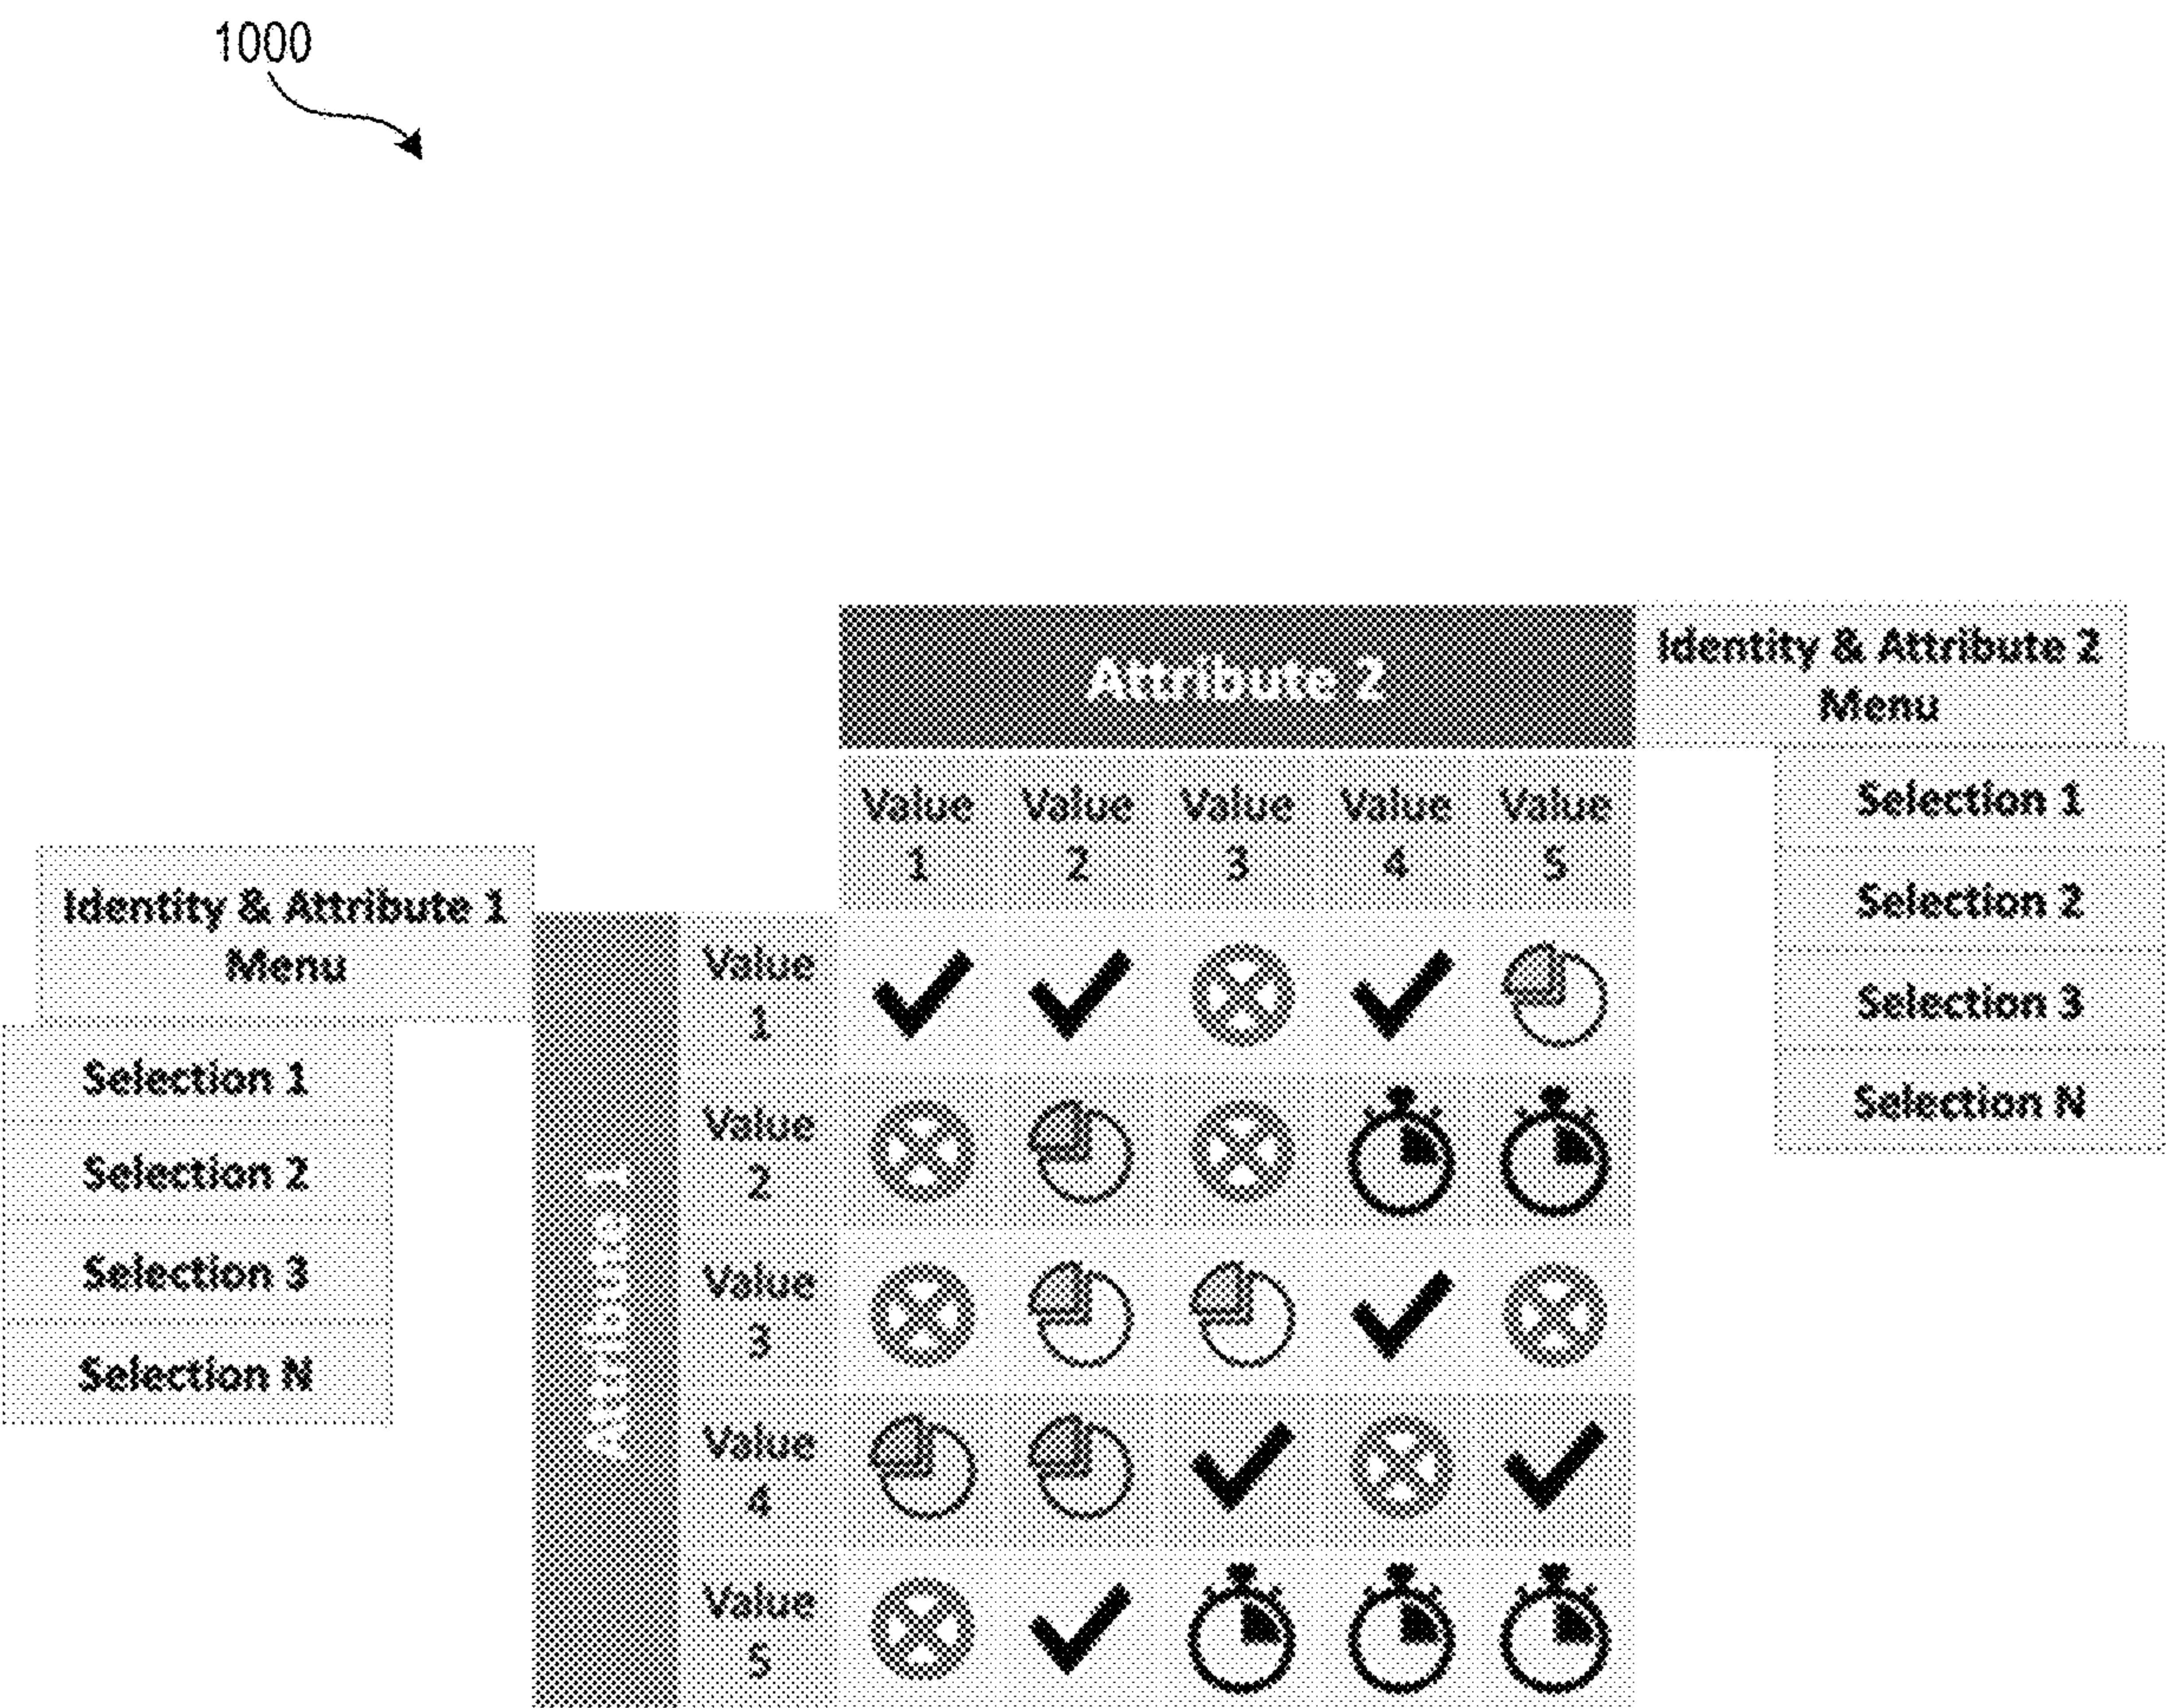 1000
Attribute 2
Identity & Attribute 2
Menu
Value
1
Value
2
Value
3
Value
4
Value
5
Selection 1
Selection 2
Selection 3
Selection N
Identity & Attribute 1
Menu
Selection 1
Selection 2
Selection 3
Selection N
Attribute 1
Value
1
Value
2
Value
3
Value
4
Value
5